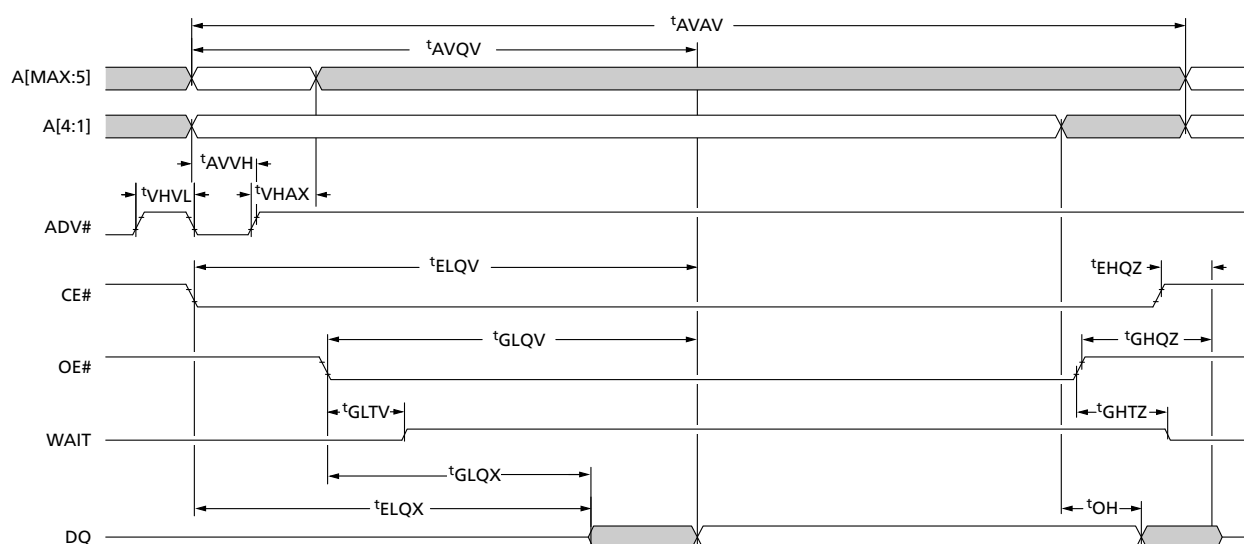 tAVAV
tAVQV
A[MAX:5]
A[4:1]
tAVVH
tVHVL
tVHAX
ADV#
tELQV
tEHQZ
CE#
tGLQV
tGHQZ
OE#
tGLTV
tGHTZ
WAIT
tGLQX
tELQX
tOH
DQ